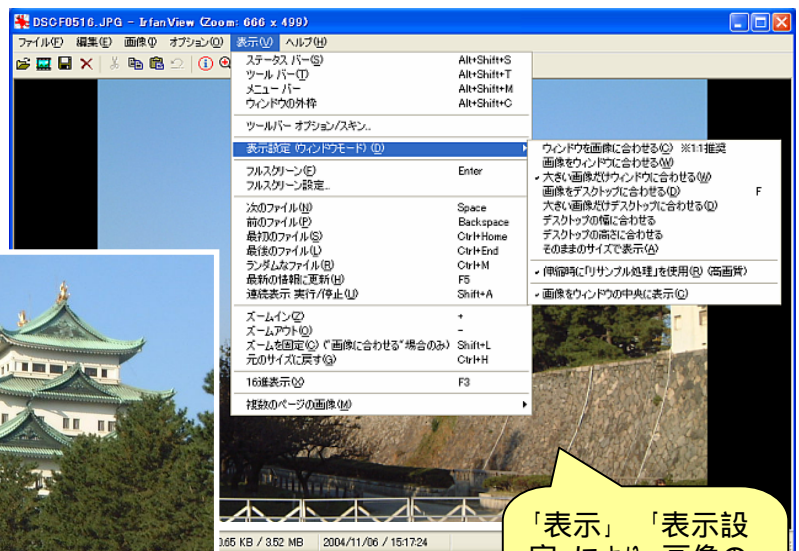 DSCF0516.JPG - IrfanView (Zoom: 666 x 499)
ファイル(F) 編集(E) 画像(I) オプション(O) 表示(V) ヘルプ(H)
ステータス バー(S) Alt+Shift+S
ツール バー(T) Alt+Shift+T
メニュー バー Alt+Shift+M
ウィンドウの外枠 Alt+Shift+C
ツールバー オプション/スキン..
表示設定 (ウィンドウモード) (D)
フルスクリーン(E) Enter
フルスクリーン設定..
次のファイル(N) Space
前のファイル(P) Backspace
最初のファイル(S) Ctrl+Home
最後のファイル(L) Ctrl+End
ランダムなファイル(R) Ctrl+M
最新の情報に更新(H) F5
連続表示 実行/停止(U) Shift+A
ズームイン(Z) +
ズームアウト(O) -
ズームを固定(C) ("画像に合わせる"場合のみ) Shift+L
元のサイズに戻す(G) Ctrl+H
16進表示(X) F3
複数のページの画像(M)
ウィンドウを画像に合わせる(C) ※1:1推奨
画像をウィンドウに合わせる(W)
大きい画像だけウィンドウに合わせる(W)
画像をデスクトップに合わせる(D) F
大きい画像だけデスクトップに合わせる(D)
デスクトップの幅に合わせる
デスクトップの高さに合わせる
そのままのサイズで表示(A)
伸縮時に「リサンプル処理」を使用(R) (高画質)
画像をウィンドウの中央に表示(C)
「表示」 「表示設
3.65 KB / 3.52 MB 2004/11/06 / 15:17:24